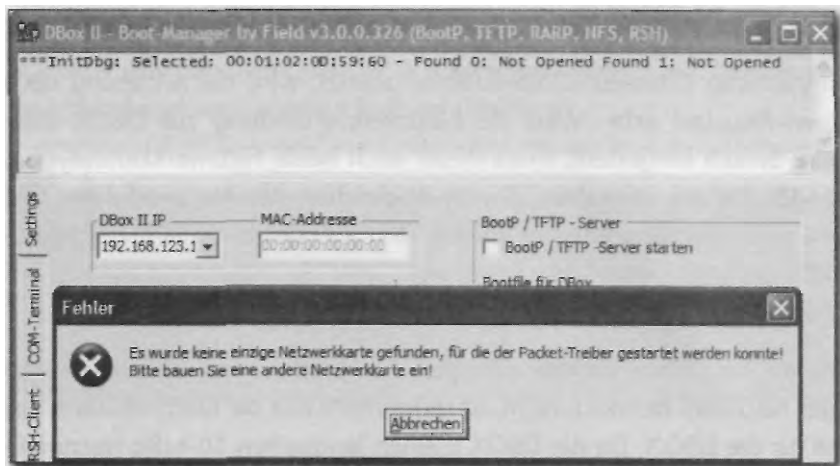 DBox II - Boot-Manager by Field v3.0.0.326 (BootP, TFTP, RARP, NFS, RSH)
***InitDbg: Selected: 00:01:02:0D:59:60 - Found 0: Not Opened Found 1: Not Opened
Settings
COM-Terminal
RSH-Client
DBox II IP
192.168.123.1
MAC-Addresse
00:00:00:00:00:00
BootP / TFTP - Server
BootP / TFTP -Server starten
Bootfile für DBox
Fehler
Es wurde keine einzige Netzwerkkarte gefunden, für die der Packet-Treiber gestartet werden konnte!
Bitte bauen Sie eine andere Netzwerkkarte ein!
Abbrechen